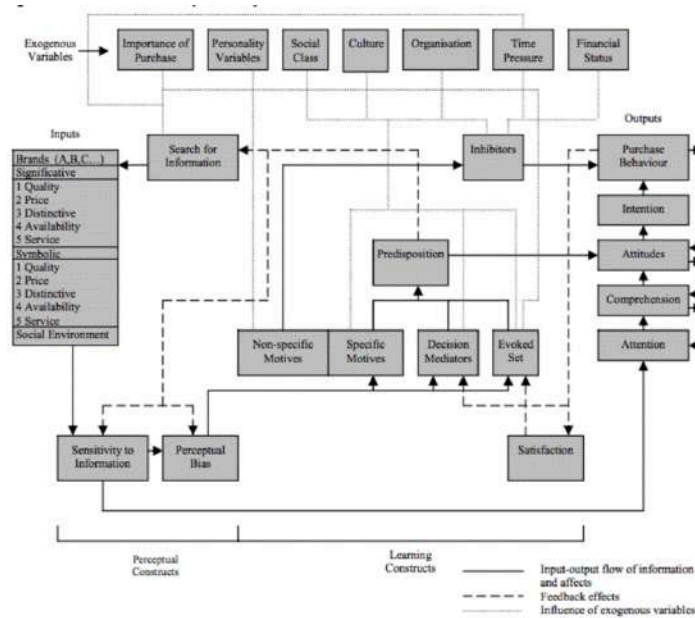 Exogenous
Variables
Importance of
Purchase
Personality
Variables
Social
Class
Culture
Organisation
Time
Pressure
Financial
Status
Inputs
Outputs
Brands (A,B,C...)
Significative
1 Quality
2 Price
3 Distinctive
4 Availability
5 Service
Symbolic
1 Quality
2 Price
3 Distinctive
4 Availability
5 Service
Social Environment
Search for
Information
Inhibitors
Purchase
Behaviour
Intention
Predisposition
Attitudes
Comprehension
Attention
Non-specific
Motives
Specific
Motives
Decision
Mediators
Evoked
Set
Sensitivity to
Information
Perceptual
Bias
Satisfaction
Perceptual
Constructs
Learning
Constructs
Input-output flow of information
and affects
Feedback effects
Influence of exogenous variables